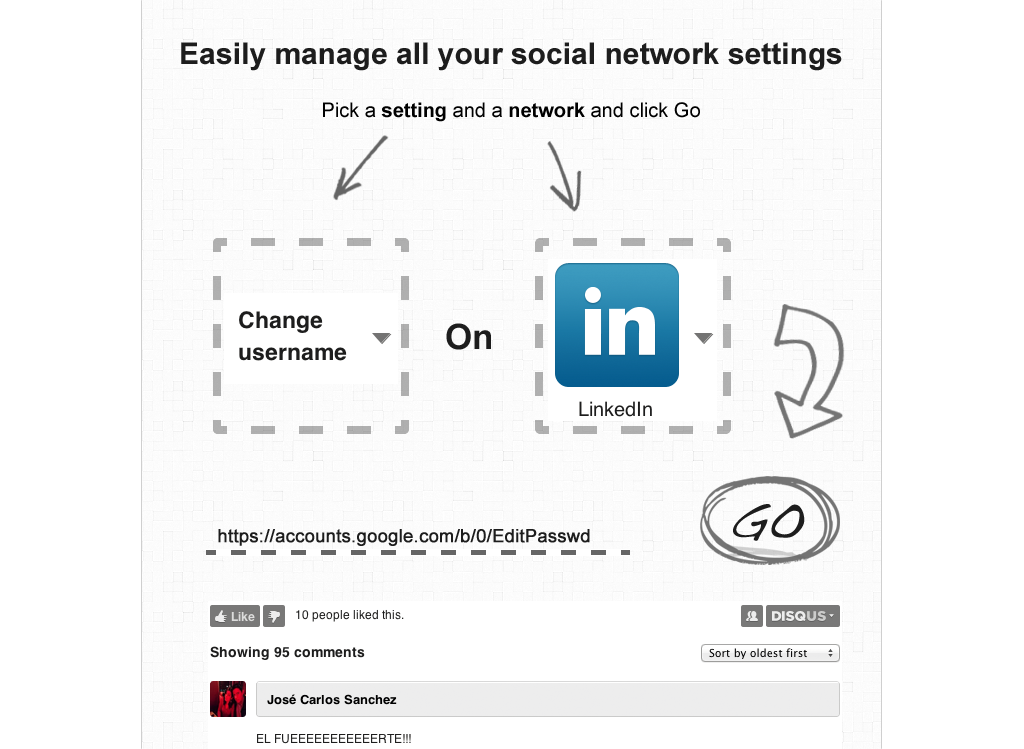 Easily manage all your social network settings
Pick a setting and a network and click Go
Change
username
On
in
LinkedIn
GO
https://accounts.google.com/b/0/EditPasswd
Like
10 people liked this.
DISQUS
Showing 95 comments
Sort by oldest first
José Carlos Sanchez
EL FUEEEEEEEEEEERTE!!!